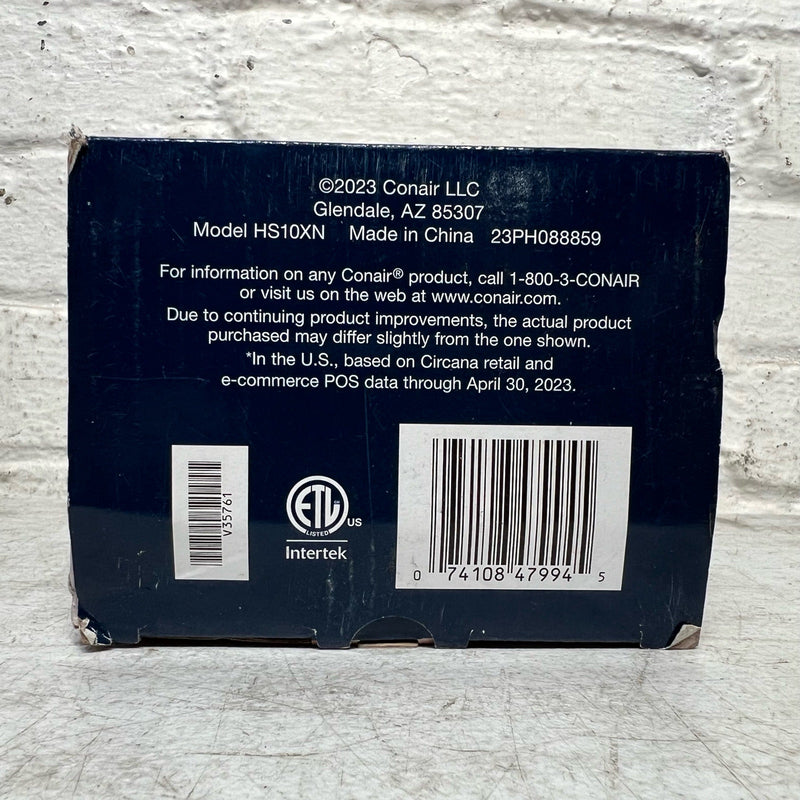 ©2023 Conair LLC
Glendale, AZ 85307
Model HS10XN Made in China 23PH088859
For information on any Conair® product, call 1-800-3-CONAIR
or visit us on the web at www.conair.com.
Due to continuing product improvements, the actual product
purchased may differ slightly from the one shown.
*In the U.S., based on Circana retail and
e-commerce POS data through April 30, 2023.
V35761
ETL
LISTED
US
Intertek
0 74108 47994 5